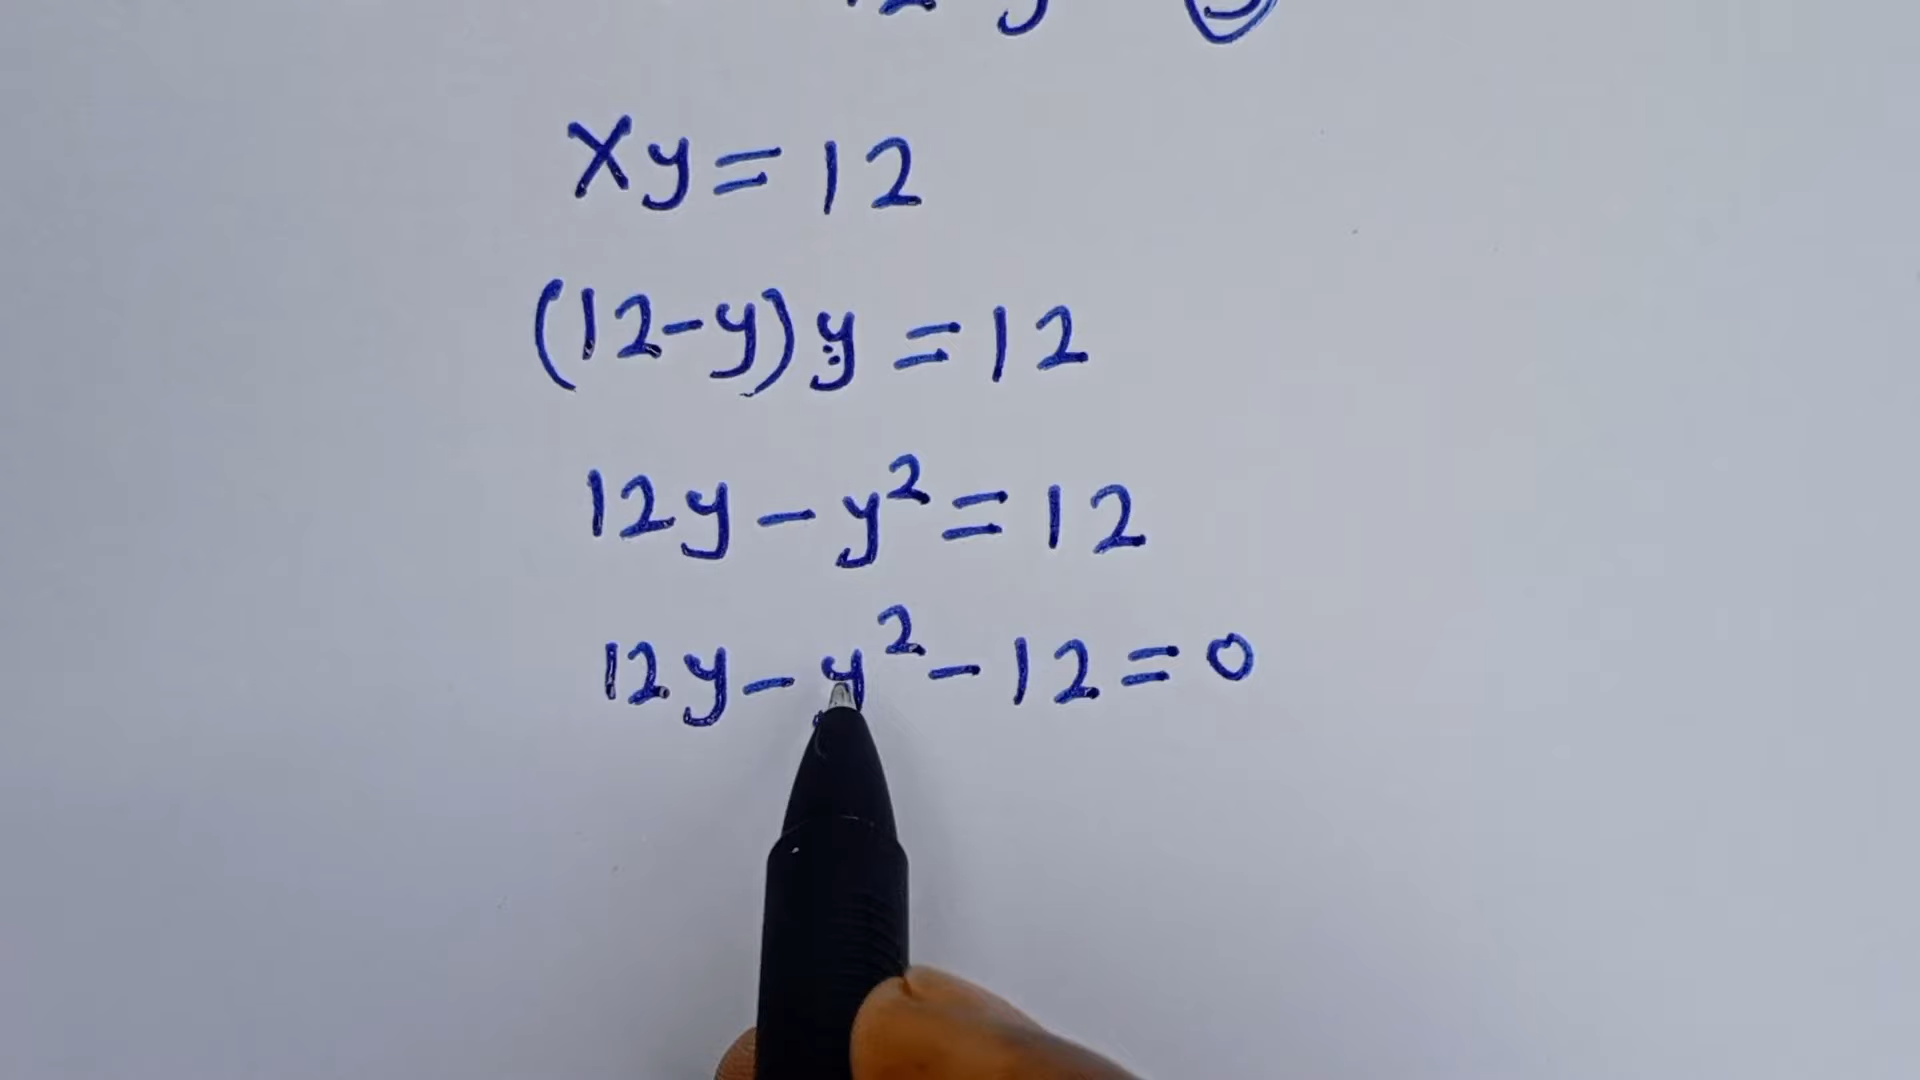 xy = 12
(12-y)y = 12
12y - y² = 12
12y - y² - 12 = 0